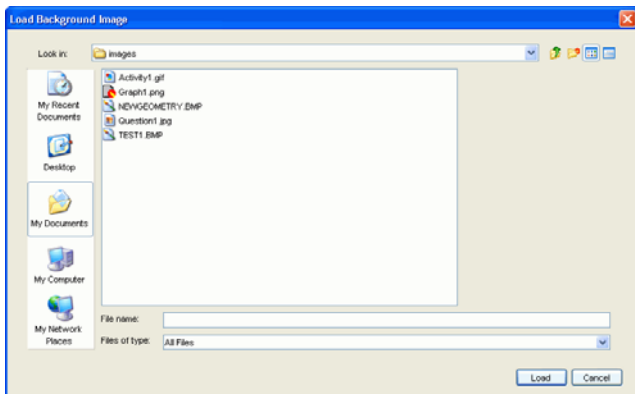 Load Background Image
Look in:
images
My Recent
Documents
Desktop
My Documents
My Computer
My Network
Places
Activity1.gif
Graph1.png
NEWGEOMETRY.BMP
Question1.jpg
TEST1.BMP
File name:
Files of type:
All Files
Load
Cancel